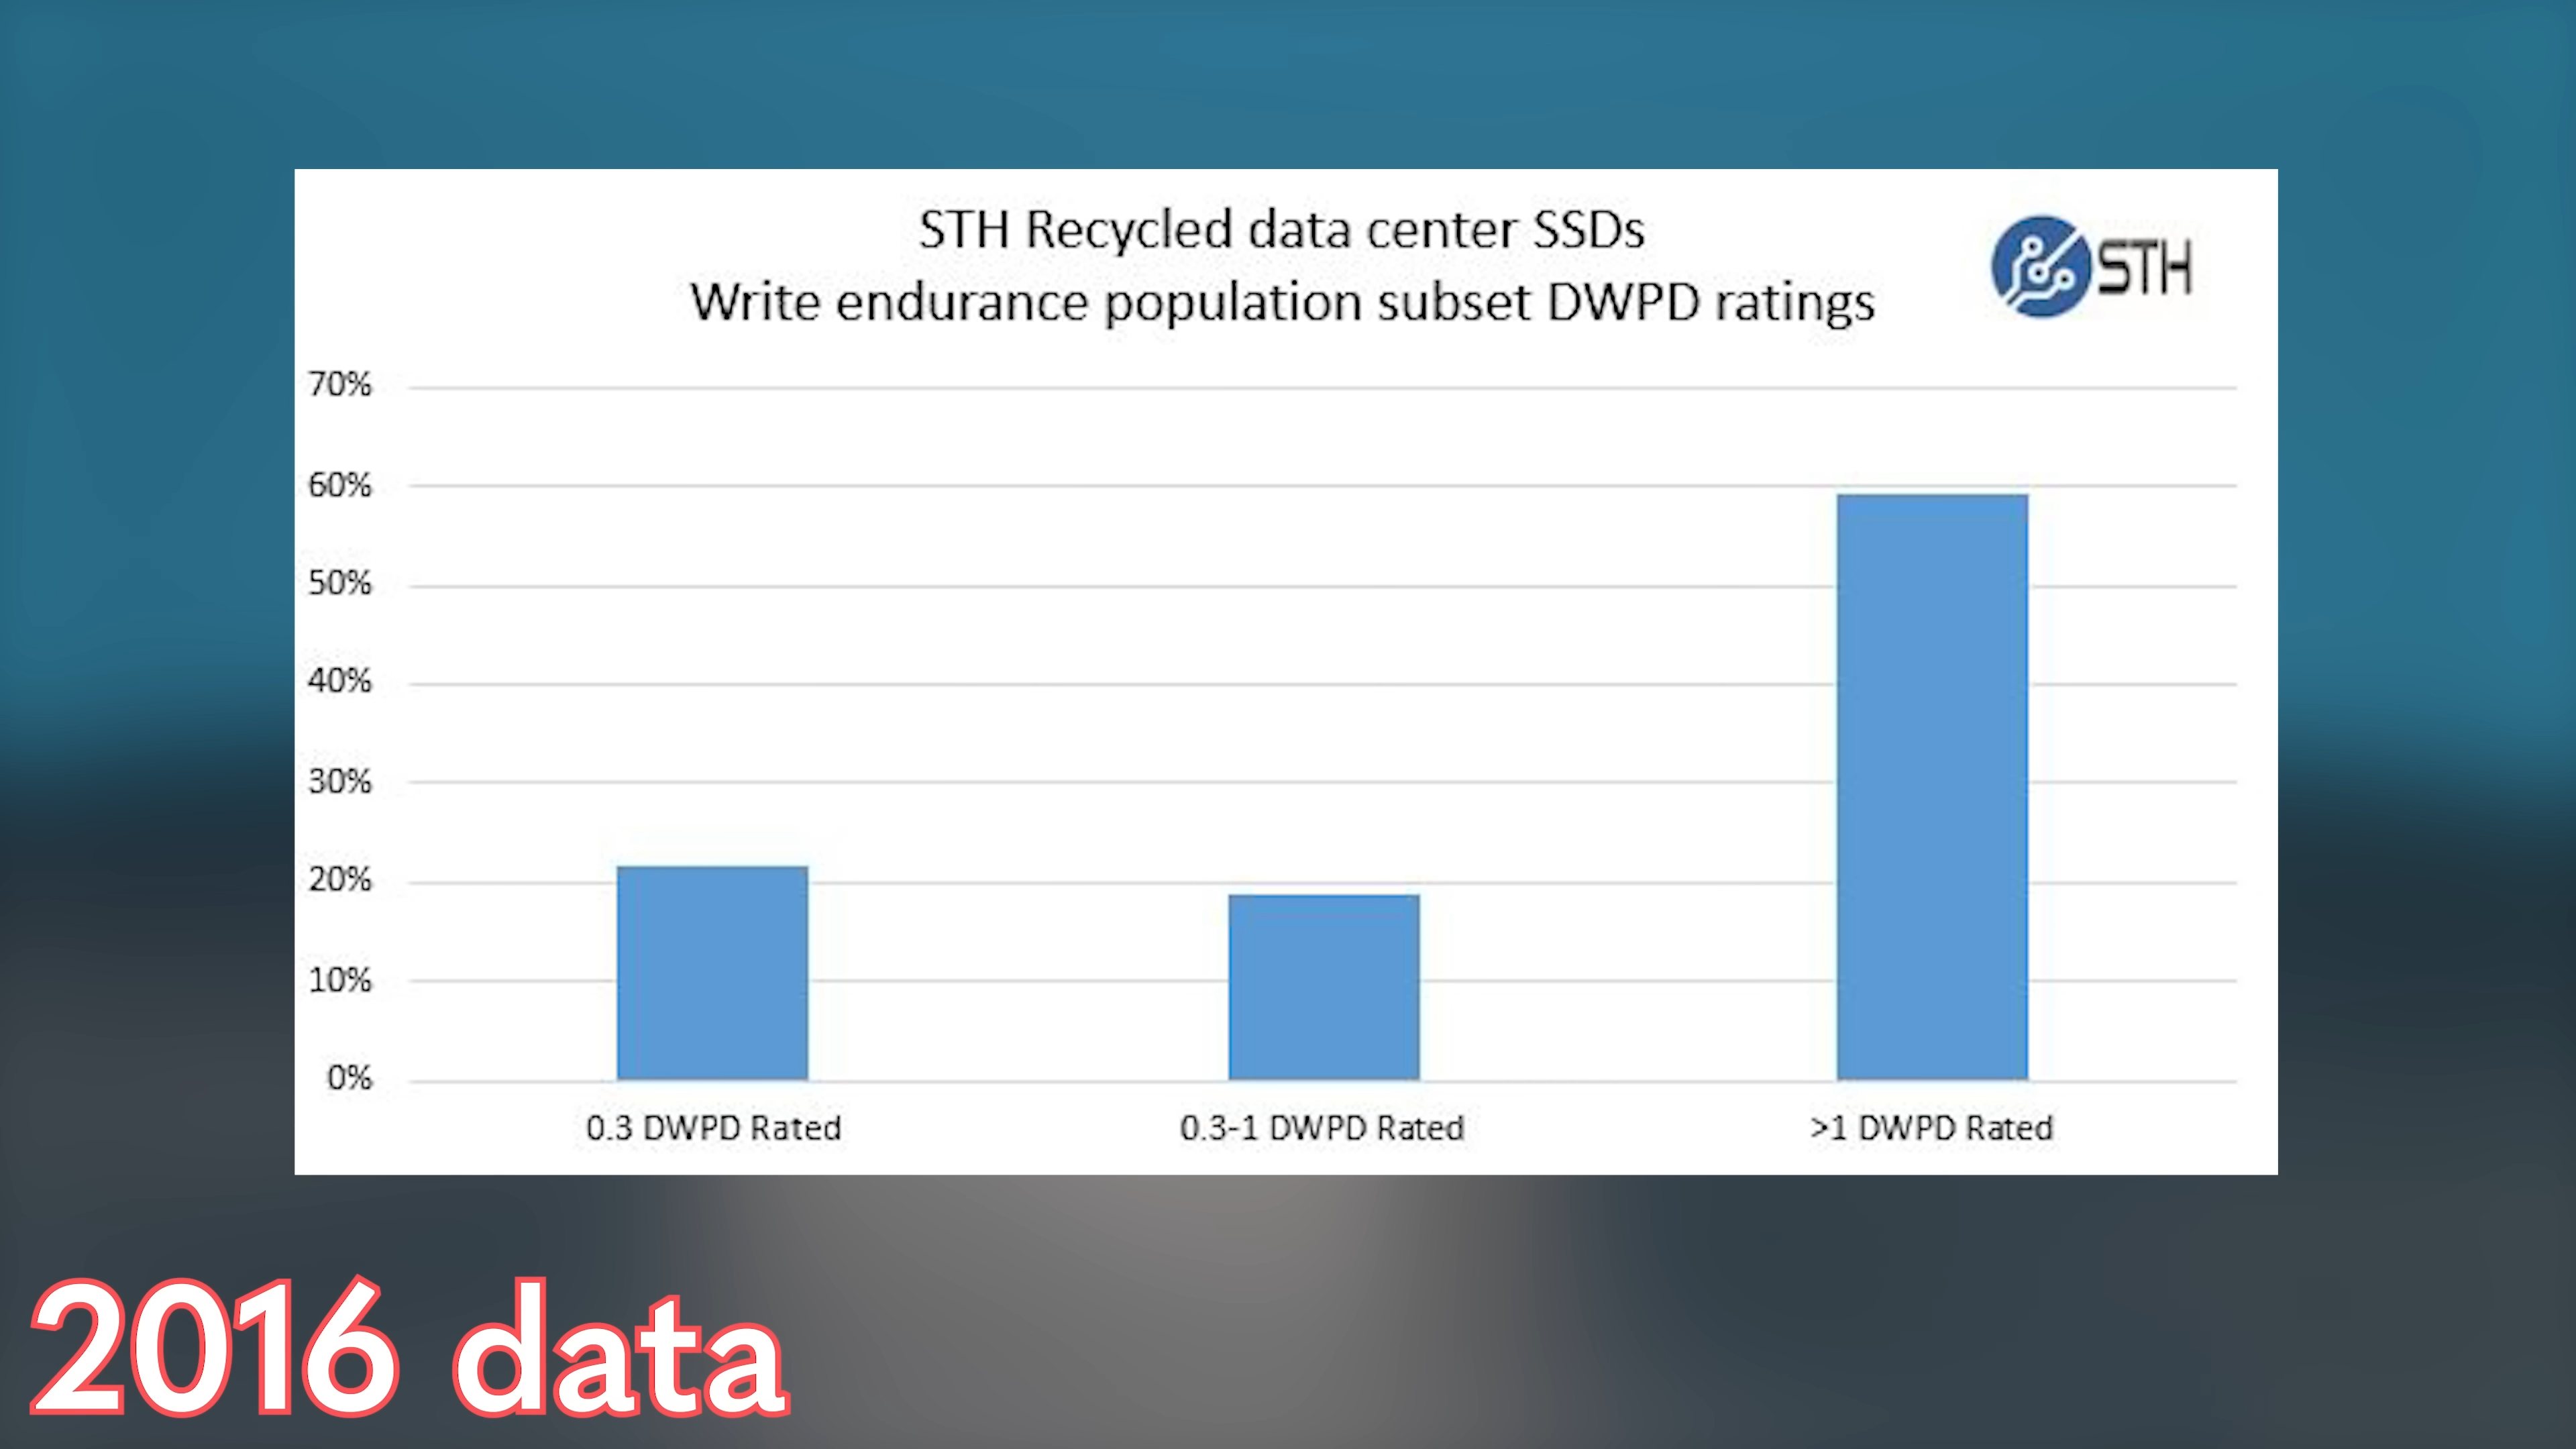 STH Recycled data center SSDs
Write endurance population subset DWPD ratings
STH
70%
60%
50%
40%
30%
20%
10%
0%
0.3 DWPD Rated
0.3-1 DWPD Rated
>1 DWPD Rated
2016 data